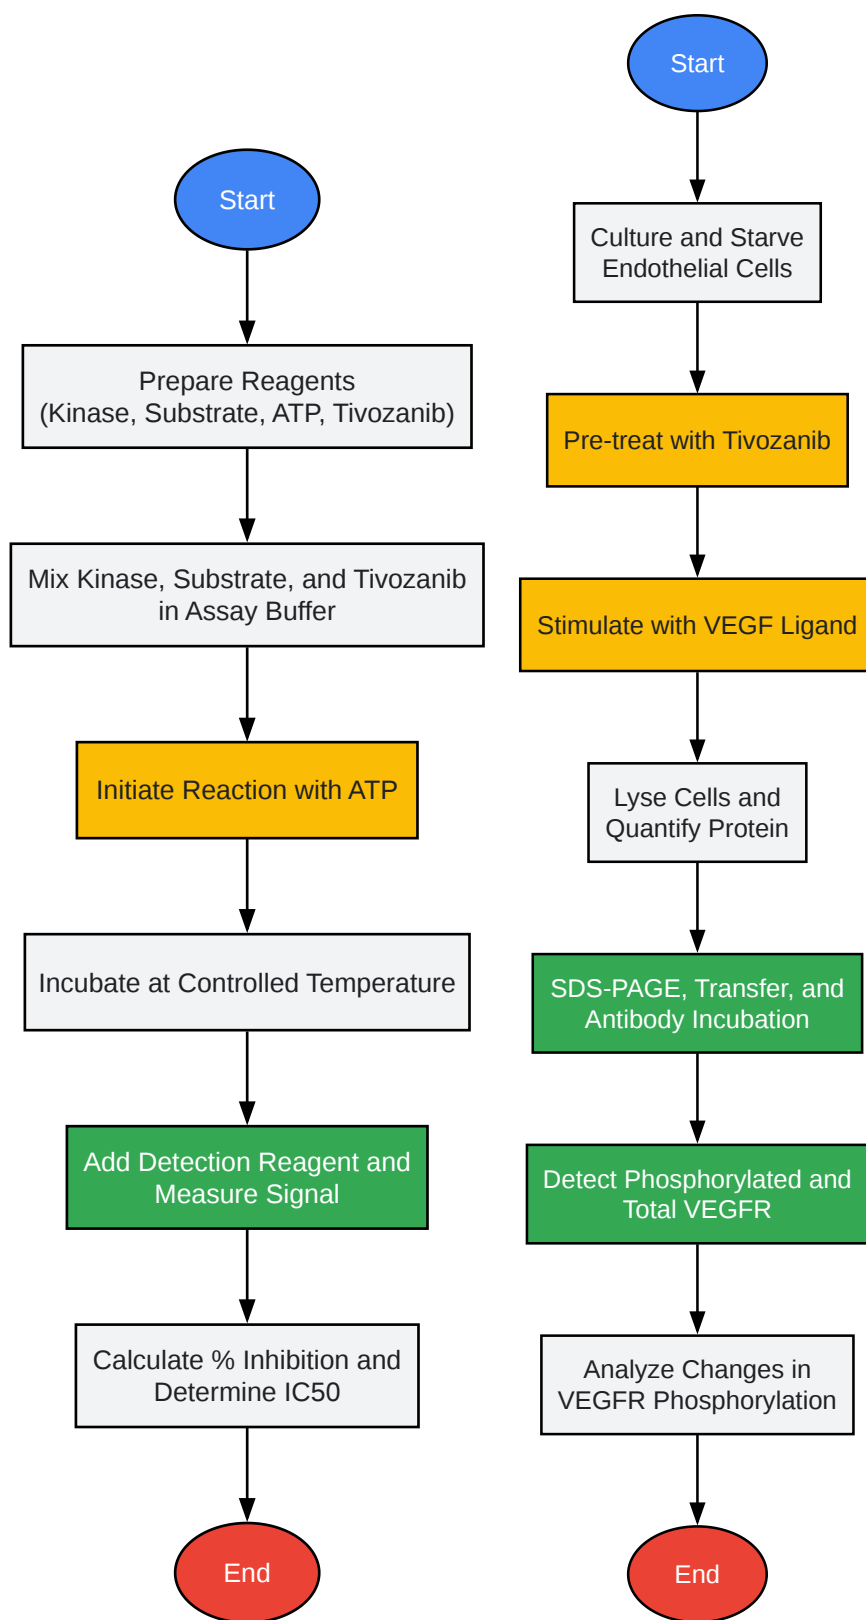 Start
Prepare Reagents
(Kinase, Substrate, ATP, Tivozanib)
Mix Kinase, Substrate, and Tivozanib
in Assay Buffer
Initiate Reaction with ATP
Incubate at Controlled Temperature
Add Detection Reagent and
Measure Signal
Calculate % Inhibition and
Determine IC50
End
Start
Culture and Starve
Endothelial Cells
Pre-treat with Tivozanib
Stimulate with VEGF Ligand
Lyse Cells and
Quantify Protein
SDS-PAGE, Transfer, and
Antibody Incubation
Detect Phosphorylated and
Total VEGFR
Analyze Changes in
VEGFR Phosphorylation
End